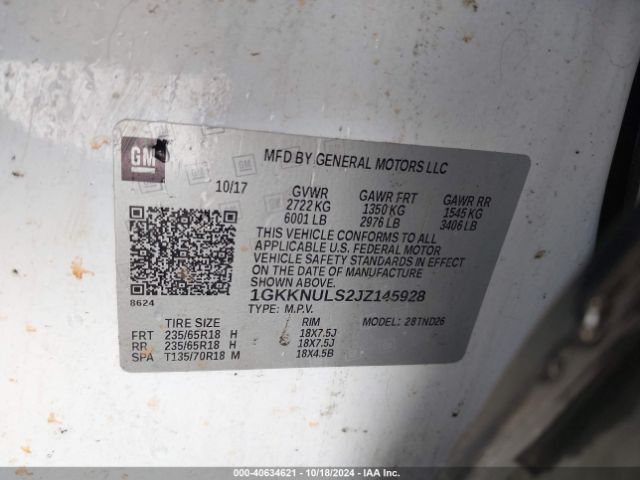 GM
MFD BY GENERAL MOTORS LLC
10/17
GVWR GAWR FRT GAWR RR
2722 KG 1350 KG 1545 KG
6001 LB 2976 LB 3406 LB
THIS VEHICLE CONFORMS TO ALL
APPLICABLE U.S. FEDERAL MOTOR
VEHICLE SAFETY STANDARDS IN EFFECT
ON THE DATE OF MANUFACTURE
SHOWN ABOVE.
8624
1GKKNULS2JZ145928
TYPE: M.P.V. MODEL: 28TND26
TIRE SIZE RIM
FRT 235/65R18 H 18X7.5J
RR 235/65R18 H 18X7.5J
SPA T135/70R18 M 18X4.5B
000-40634621 | 10/18/2024 | IAA Inc.